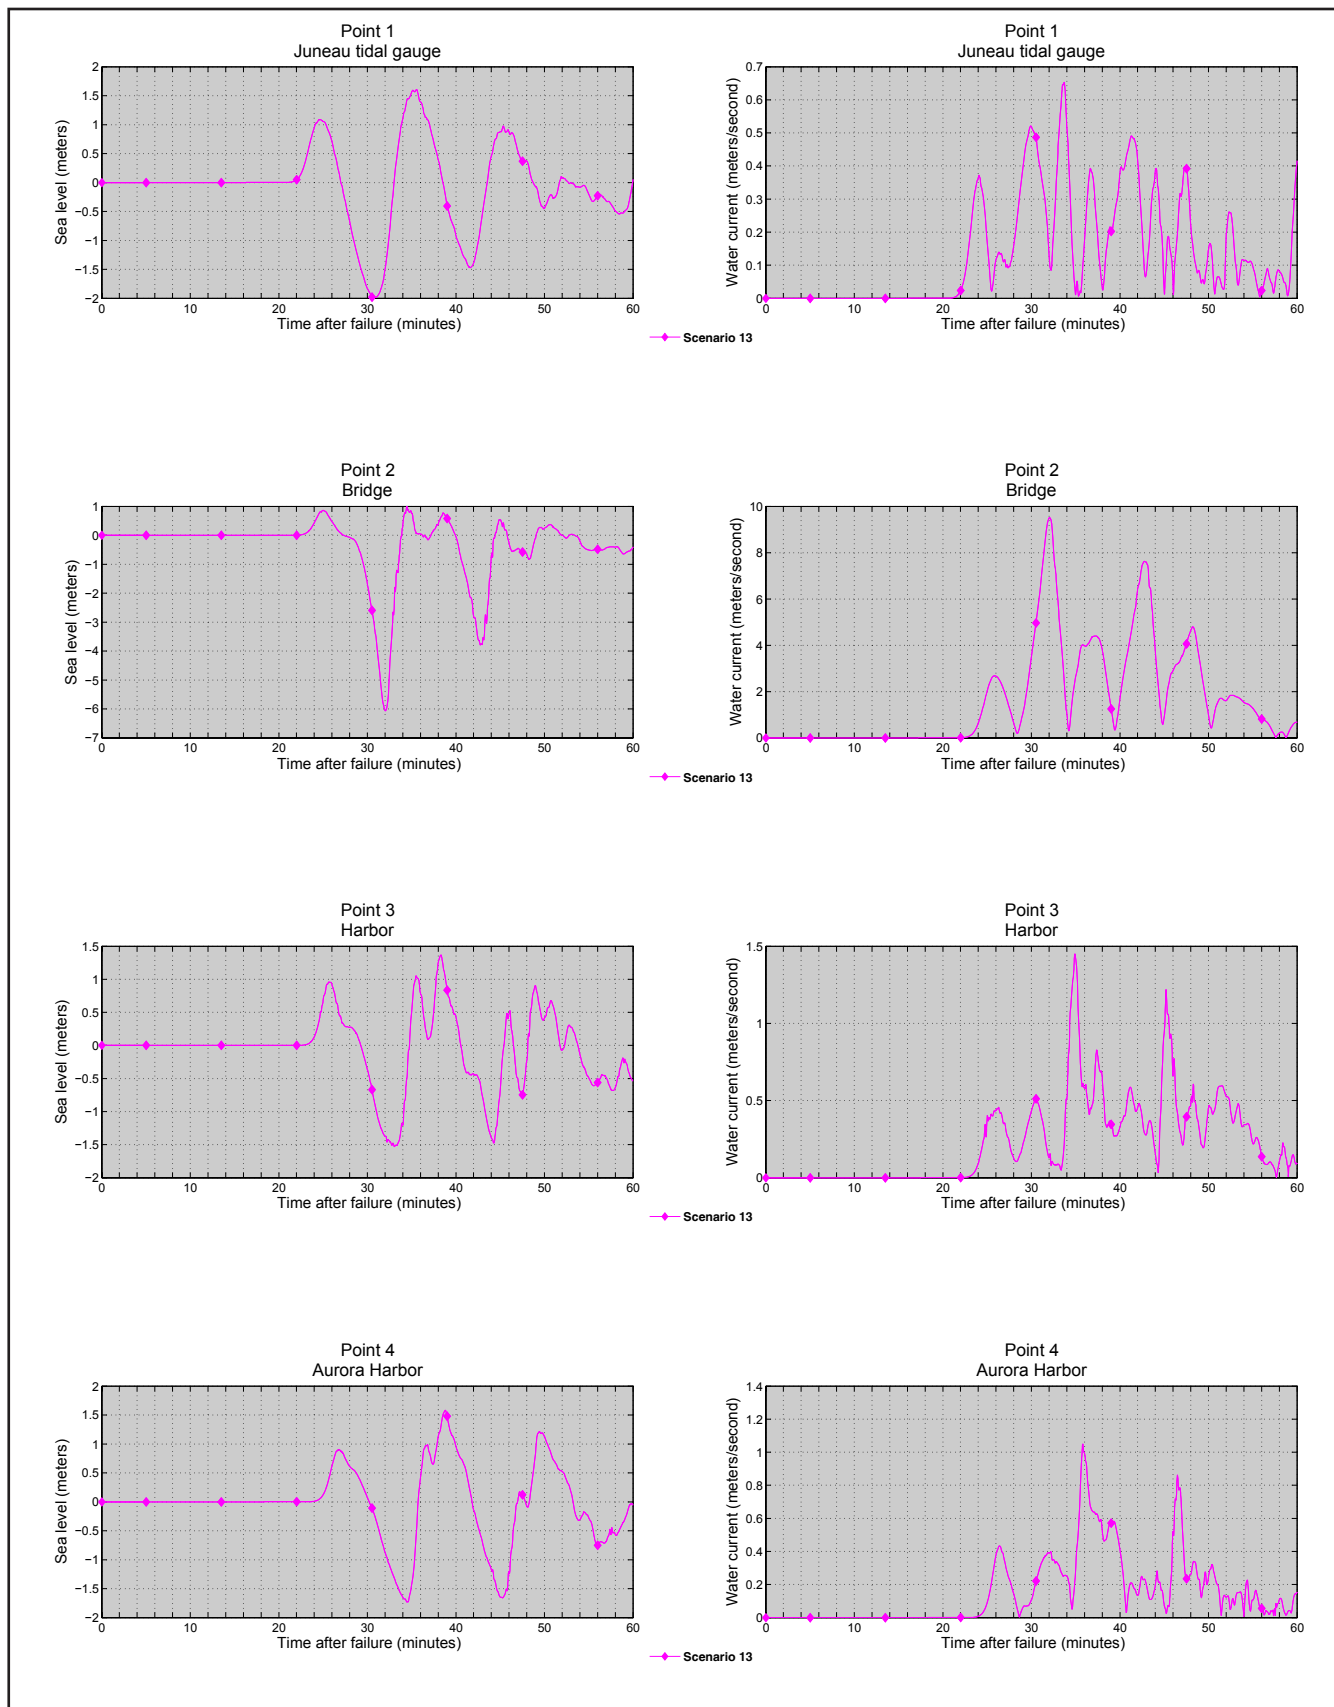 Point 1
Juneau tidal gauge
2
1.5
1
0.5
0
−0.5
−1
−1.5
−2
Sea level (meters)
0 10 20 30 40 50 60
Time after failure (minutes)
Point 1
Juneau tidal gauge
0.7
0.6
0.5
0.4
0.3
0.2
0.1
0
Water current (meters/second)
0 10 20 30 40 50 60
Time after failure (minutes)
Scenario 13
Point 2
Bridge
1
0
−1
−2
−3
−4
−5
−6
−7
Sea level (meters)
0 10 20 30 40 50 60
Time after failure (minutes)
Point 2
Bridge
10
8
6
4
2
0
Water current (meters/second)
0 10 20 30 40 50 60
Time after failure (minutes)
Scenario 13
Point 3
Harbor
1.5
1
0.5
0
−0.5
−1
−1.5
−2
Sea level (meters)
0 10 20 30 40 50 60
Time after failure (minutes)
Point 3
Harbor
1.5
1
0.5
0
Water current (meters/second)
0 10 20 30 40 50 60
Time after failure (minutes)
Scenario 13
Point 4
Aurora Harbor
2
1.5
1
0.5
0
−0.5
−1
−1.5
−2
Sea level (meters)
0 10 20 30 40 50 60
Time after failure (minutes)
Point 4
Aurora Harbor
1.4
1.2
1
0.8
0.6
0.4
0.2
0
Water current (meters/second)
0 10 20 30 40 50 60
Time after failure (minutes)
Scenario 13